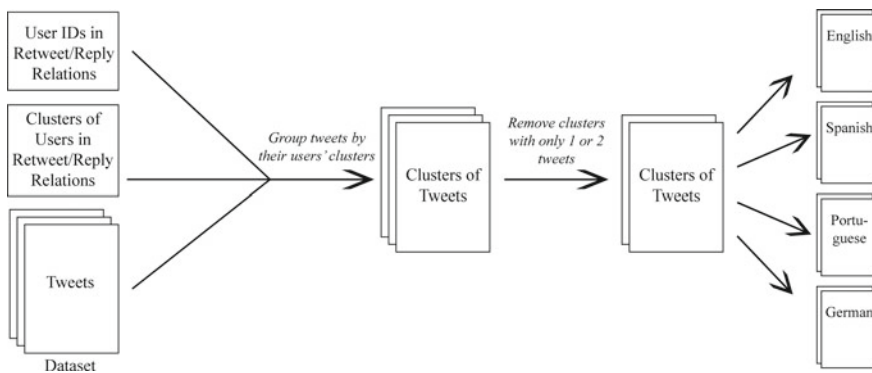 User IDs in
Retweet/Reply
Relations
Clusters of
Users in
Retweet/Reply
Relations
Tweets
Dataset
Group tweets by
their users' clusters
Clusters of
Tweets
Remove clusters
with only 1 or 2
tweets
Clusters of
Tweets
English
Spanish
Portu-
guese
German